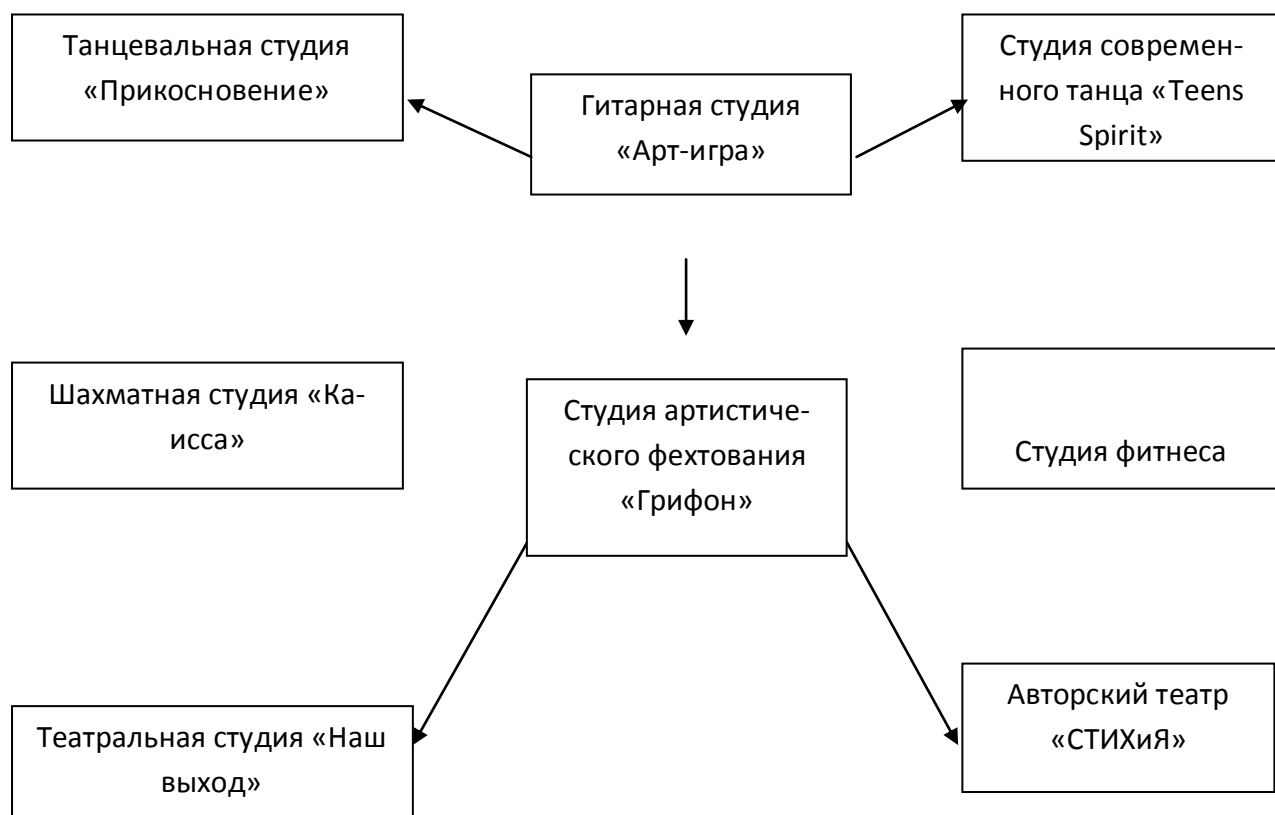 Танцевальная студия
«Прикосновение»
Гитарная студия
«Арт-игра»
Студия современ-
ного танца «Teens
Spirit»
Шахматная студия «Ка-
исса»
Студия артистиче-
ского фехтования
«Грифон»
Студия фитнеса
Театральная студия «Наш
выход»
Авторский театр
«СТИХиЯ»